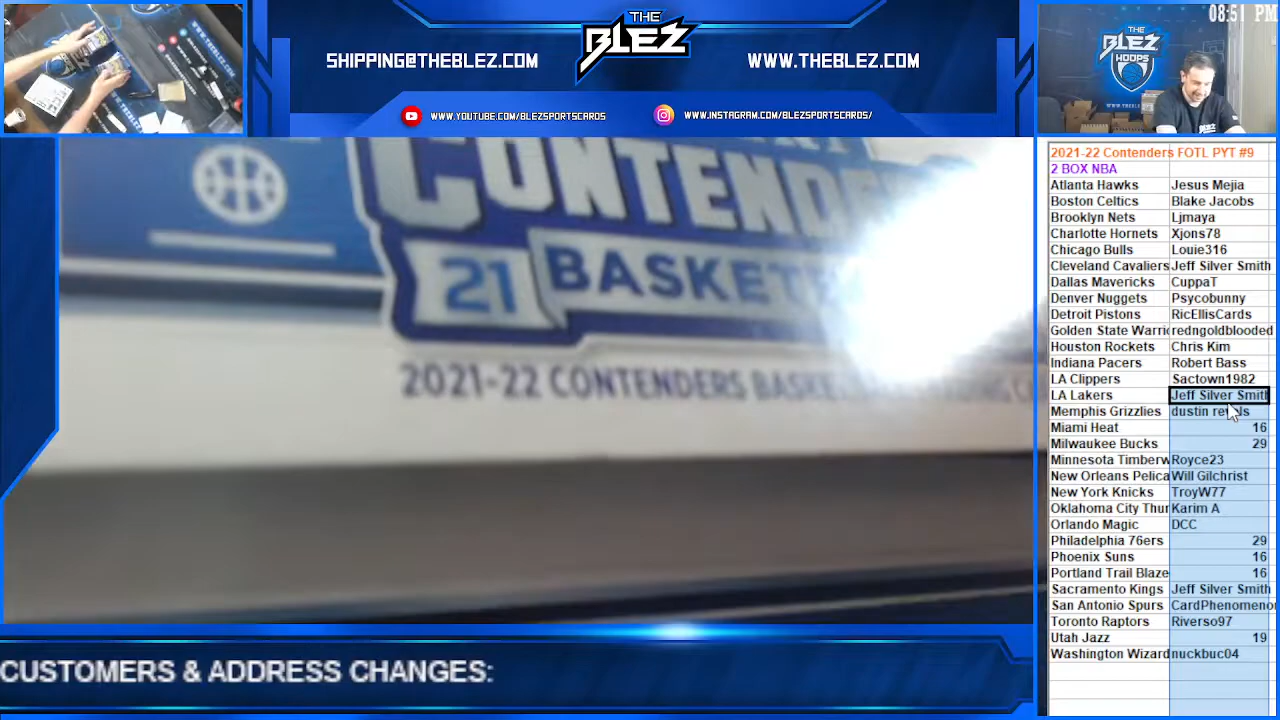 08:51 PM
THE
BLEZ
SHIPPING@THEBLEZ.COM
WWW.THEBLEZ.COM
WWW.YOUTUBE.COM/BLEZSPORTSCARDS
WWW.INSTAGRAM.COM/BLEZSPORTSCARDS/
THE
BLEZ
HOOPS
CONTENDE
21 BASKET
2021-22 CONTENDERS BASKE
2021-22 Contenders FOTL PYT #9
2 BOX NBA
Atlanta Hawks Jesus Mejia
Boston Celtics Blake Jacobs
Brooklyn Nets Ljmaya
Charlotte Hornets Xjons78
Chicago Bulls Louie316
Cleveland Cavaliers Jeff Silver Smith
Dallas Mavericks CuppaT
Denver Nuggets Psycobunny
Detroit Pistons RicEllisCards
Golden State Warri redngoldblooded
Houston Rockets Chris Kim
Indiana Pacers Robert Bass
LA Clippers Sactown1982
LA Lakers Jeff Silver Smit
Memphis Grizzlies dustin
Miami Heat 16
Milwaukee Bucks 29
Minnesota Timberw Royce23
New Orleans Pelica Will Gilchrist
New York Knicks TroyW77
Oklahoma City Thur Karim A
Orlando Magic DCC
Philadelphia 76ers 29
Phoenix Suns 16
Portland Trail Blaze 16
Sacramento Kings Jeff Silver Smith
San Antonio Spurs CardPhenomeno
Toronto Raptors Riverso97
Utah Jazz 19
Washington Wizard nuckbuc04
CUSTOMERS & ADDRESS CHANGES: